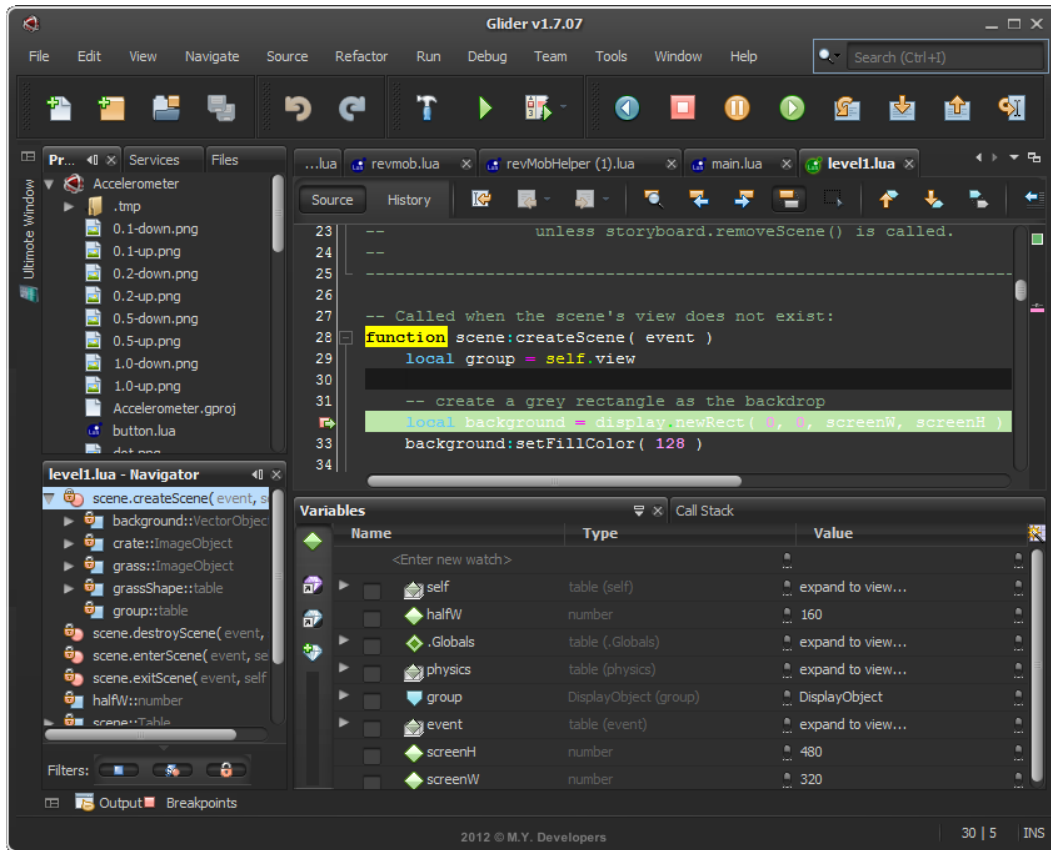 Glider v1.7.07
File Edit View Navigate Source Refactor Run Debug Team Tools Window Help Search (Ctrl+I)
Pr... Services Files
Ultimote Window
Accelerometer
.tmp
0.1-down.png
0.1-up.png
0.2-down.png
0.2-up.png
0.5-down.png
0.5-up.png
1.0-down.png
1.0-up.png
Accelerometer.gproj
button.lua
dot.png
level1.lua - Navigator
scene.createScene( event, s
background::VectorObjec
crate::ImageObject
grass::ImageObject
grassShape::table
group::table
scene.destroyScene( event,
scene.enterScene( event, se
scene.exitScene( event, self
halfW::number
scene::Table
Filters:
...lua revmob.lua revMobHelper (1).lua main.lua level1.lua
Source History
23 -- unless storyboard.removeScene() is called.
24 --
25 ----------------------------------------------------------------
26
27 -- Called when the scene's view does not exist:
28 function scene:createScene( event )
29 local group = self.view
30
31 -- create a grey rectangle as the backdrop
local background = display.newRect( 0, 0, screenW, screenH )
33 background:setFillColor( 128 )
34
Variables Call Stack
Name Type Value
<Enter new watch>
self table (self) expand to view...
halfW number 160
.Globals table (.Globals) expand to view...
physics table (physics) expand to view...
group DisplayObject (group) DisplayObject
event table (event) expand to view...
screenH number 480
screenW number 320
Output Breakpoints
2012 © M.Y. Developers
30 | 5 INS